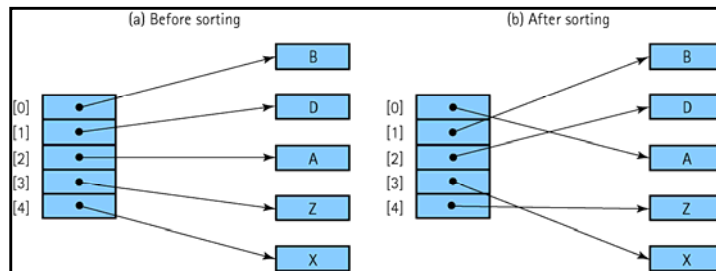 (a) Before sorting
[0]
[1]
[2]
[3]
[4]
B
D
A
Z
X
(b) After sorting
[0]
[1]
[2]
[3]
[4]
B
D
A
Z
X